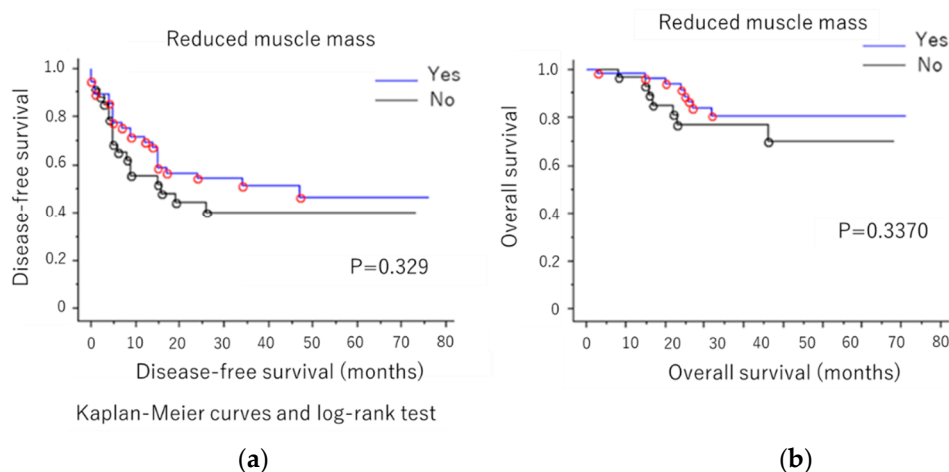 Reduced muscle mass
Yes
No
1.0
0.8
0.6
0.4
0.2
0
Disease-free survival
P=0.329
0 10 20 30 40 50 60 70 80
Disease-free survival (months)
Kaplan-Meier curves and log-rank test
(a)
Reduced muscle mass
Yes
No
1.0
0.8
0.6
0.4
0.2
0
Overall survival
P=0.3370
0 10 20 30 40 50 60 70 80
Overall survival (months)
(b)